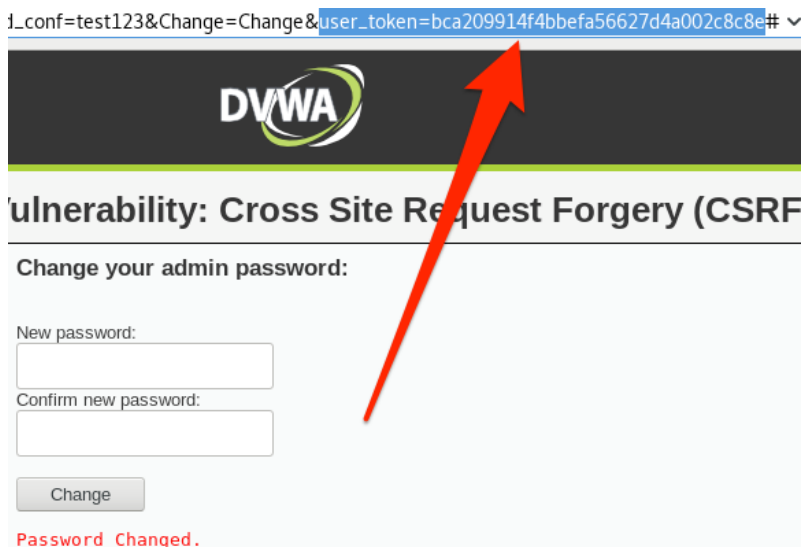 d_conf=test123&Change=Change&user_token=bca209914f4bbefa56627d4a002c8c8e#
DVWA
ulnerability: Cross Site Request Forgery (CSRF
Change your admin password:
New password:
Confirm new password:
Change
Password Changed.